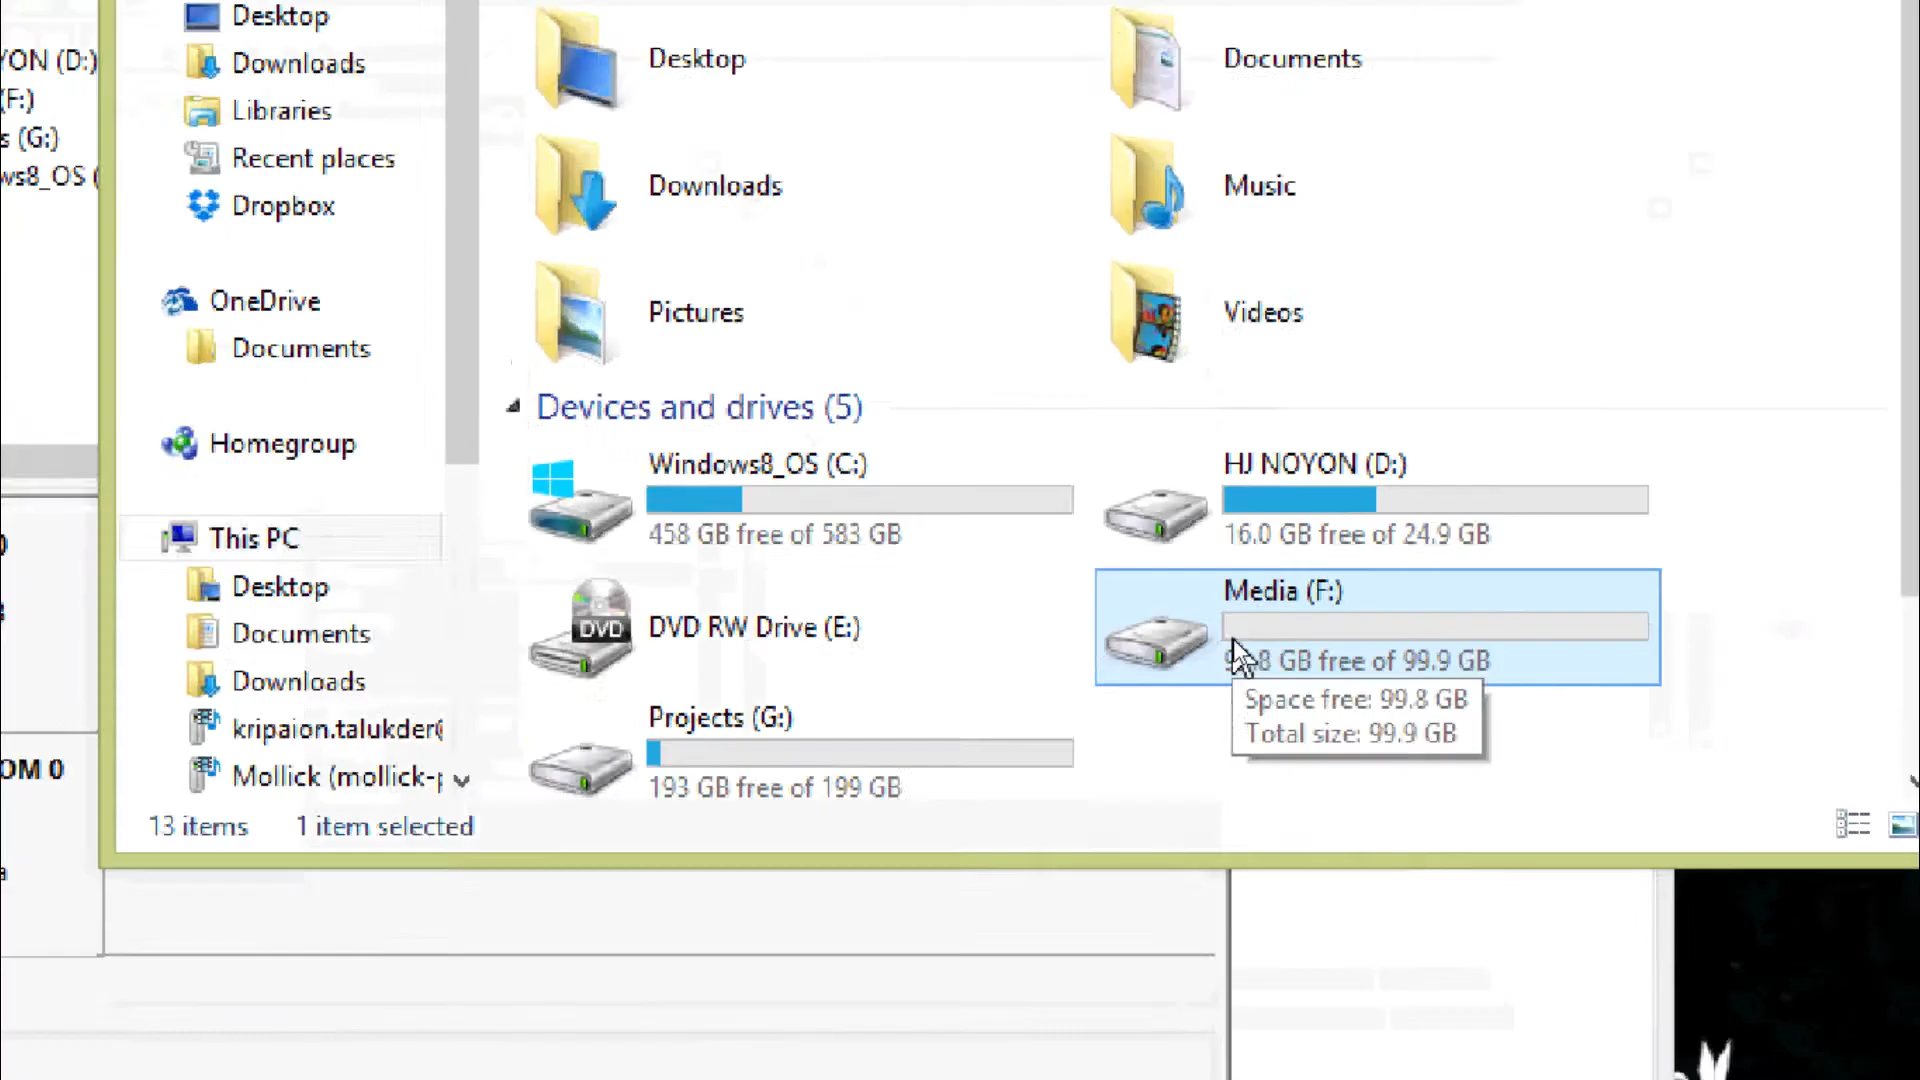 YON (D:)
(F:)
s (G:)
ws8_OS (
OM 0
Desktop
Downloads
Libraries
Recent places
Dropbox
OneDrive
Documents
Homegroup
This PC
Desktop
Documents
Downloads
kripaion.talukder(
Mollick (mollick-p
Desktop
Documents
Downloads
Music
Pictures
Videos
Devices and drives (5)
Windows8_OS (C:)
458 GB free of 583 GB
HJ NOYON (D:)
16.0 GB free of 24.9 GB
DVD
DVD RW Drive (E:)
Media (F:)
8 GB free of 99.9 GB
Space free: 99.8 GB
Total size: 99.9 GB
Projects (G:)
193 GB free of 199 GB
13 items 1 item selected